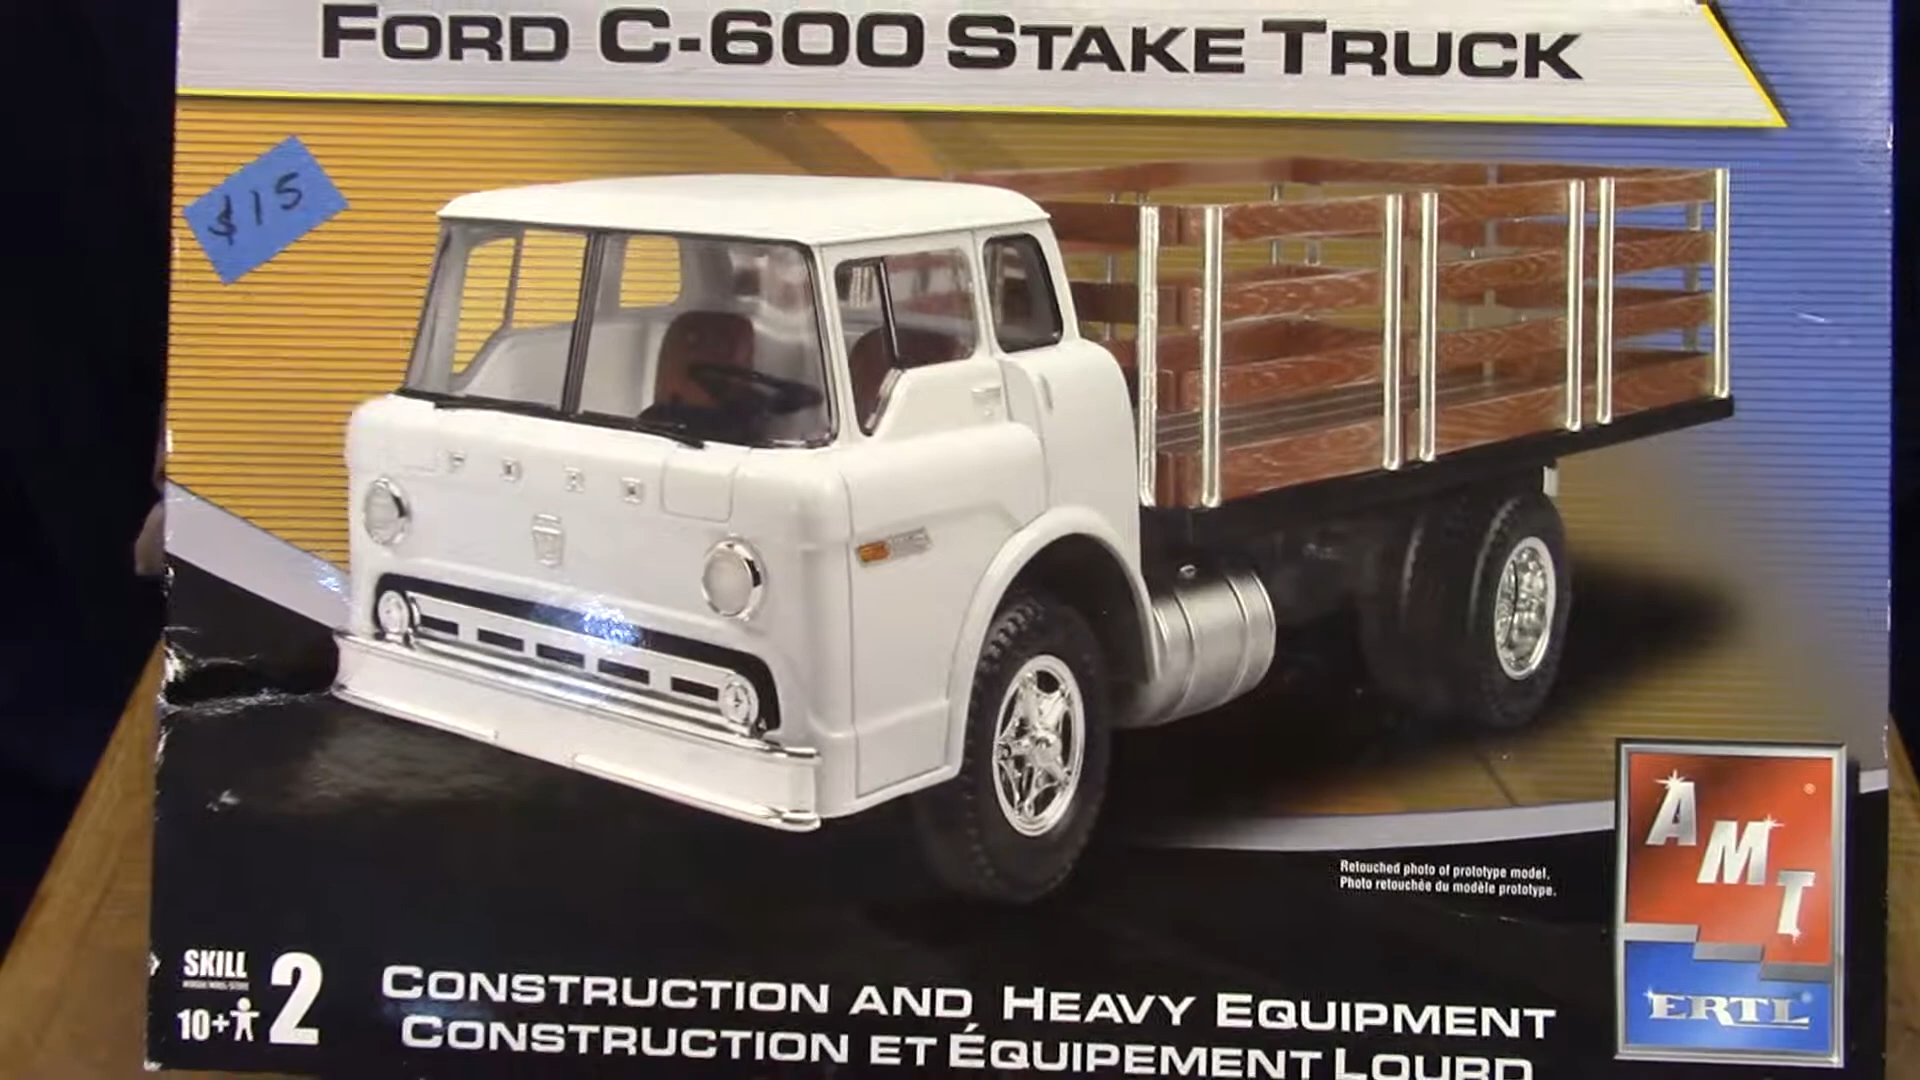 FORD C-600 STAKE TRUCK
$15
FORD
Retouched photo of prototype model.
Photo retouchée du modèle prototype.
AMT
®
ERTL®
SKILL
10+
2
CONSTRUCTION AND HEAVY EQUIPMENT
CONSTRUCTION ET ÉQUIPEMENT LOURD